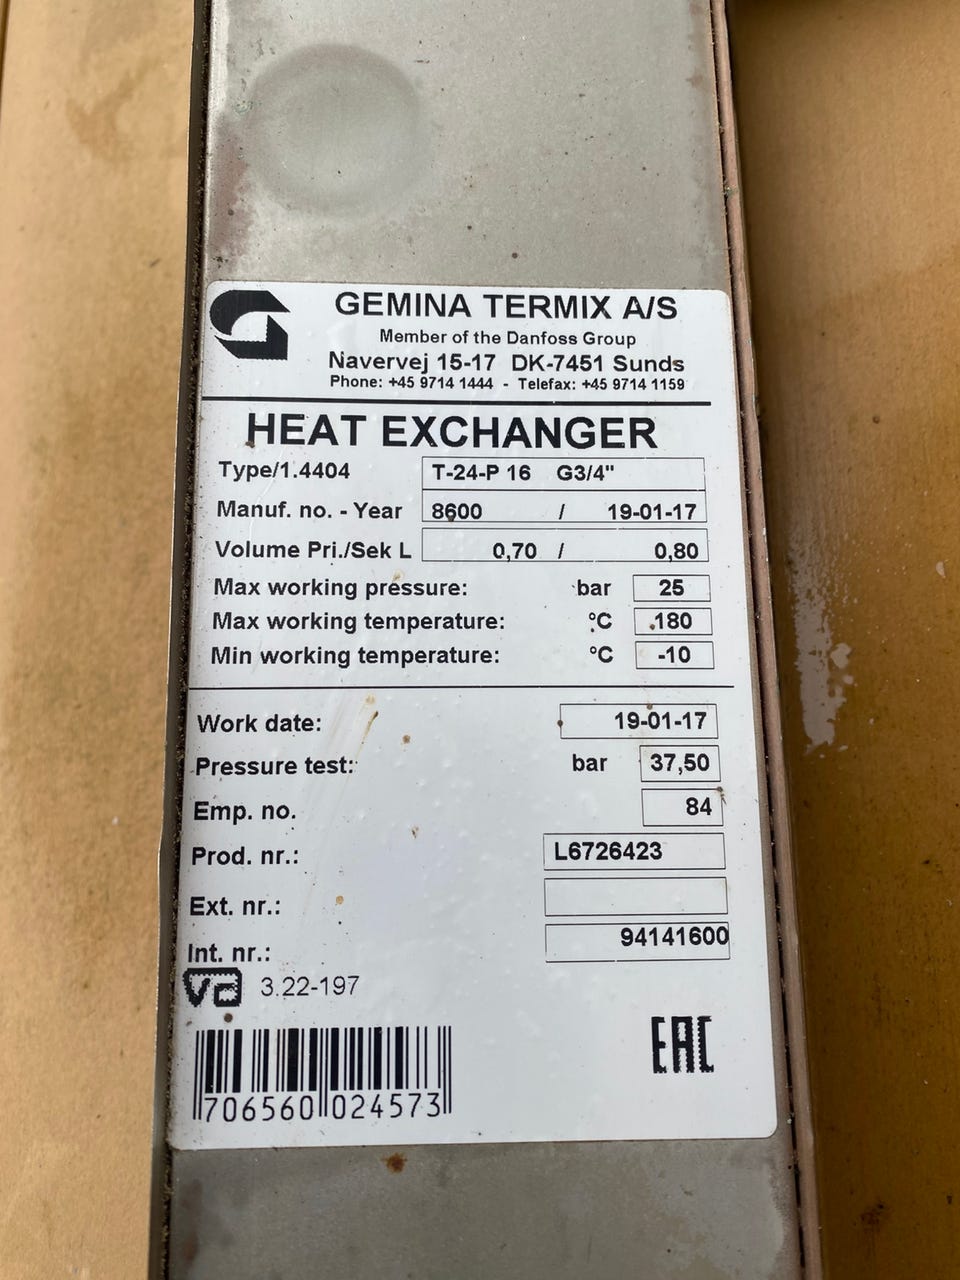 GEMINA TERMIX A/S
Member of the Danfoss Group
Navervej 15-17 DK-7451 Sunds
Phone: +45 9714 1444 - Telefax: +45 9714 1159
HEAT EXCHANGER
Type/1.4404 T-24-P 16 G3/4"
Manuf. no. - Year 8600 / 19-01-17
Volume Pri./Sek L 0,70 / 0,80
Max working pressure: bar 25
Max working temperature: °C 180
Min working temperature: °C -10
Work date: 19-01-17
Pressure test: bar 37,50
Emp. no. 84
Prod. nr.: L6726423
Ext. nr.:
Int. nr.: 94141600
va 3.22-197
EAC
706560 024573